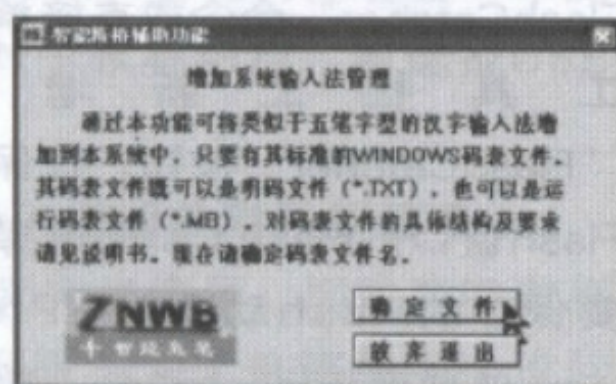 智能陈桥辅助功能
增加系统输入法管理
通过本功能可将类似于五笔字型的汉字输入法增
加到本系统中，只要有其标准的WINDOWS码表文件。
其码表文件既可以是明码文件（*.TXT），也可以是运
行码表文件（*.MB）。对码表文件的具体结构及要求
请见说明书。现在请确定码表文件名。
ZNWB
确定文件
放弃退出